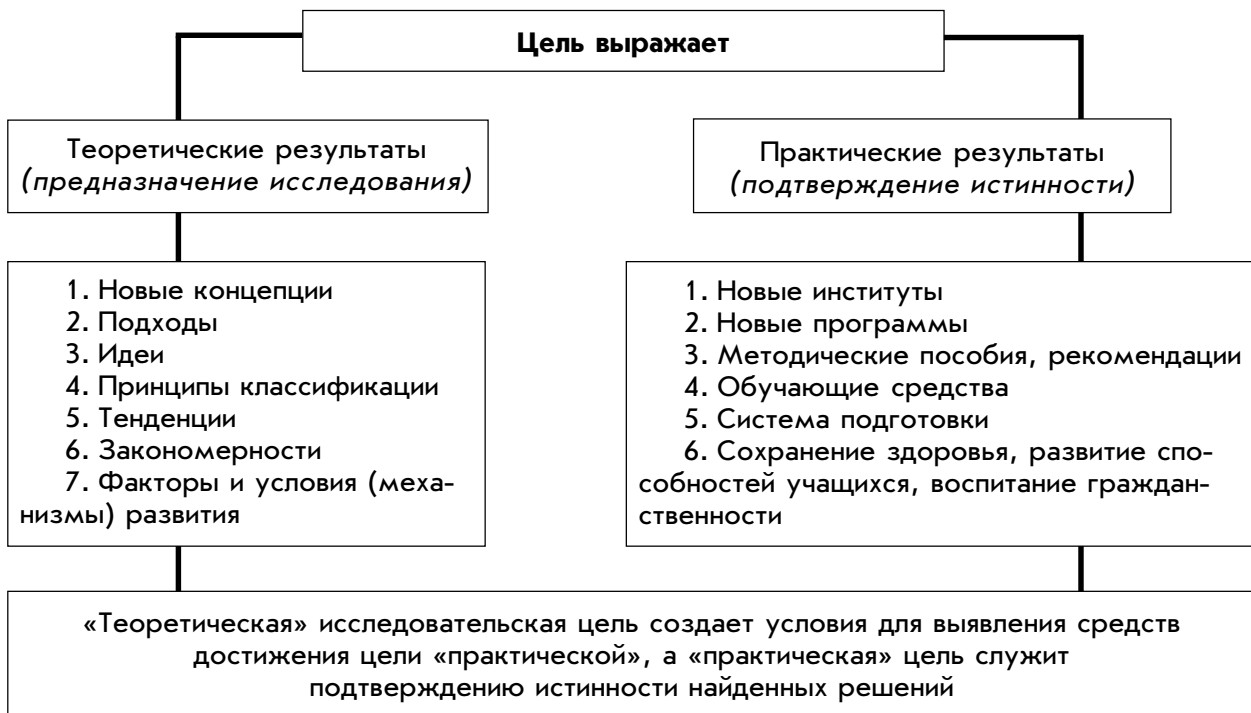 Цель выражает
Теоретические результаты
(предназначение исследования)
Практические результаты
(подтверждение истинности)
1. Новые концепции
2. Подходы
3. Идеи
4. Принципы классификации
5. Тенденции
6. Закономерности
7. Факторы и условия (меха-
низмы) развития
1. Новые институты
2. Новые программы
3. Методические пособия, рекомендации
4. Обучающие средства
5. Система подготовки
6. Сохранение здоровья, развитие спо-
собностей учащихся, воспитание граждан-
ственности
«Теоретическая» исследовательская цель создает условия для выявления средств
достижения цели «практической», а «практическая» цель служит
подтверждению истинности найденных решений